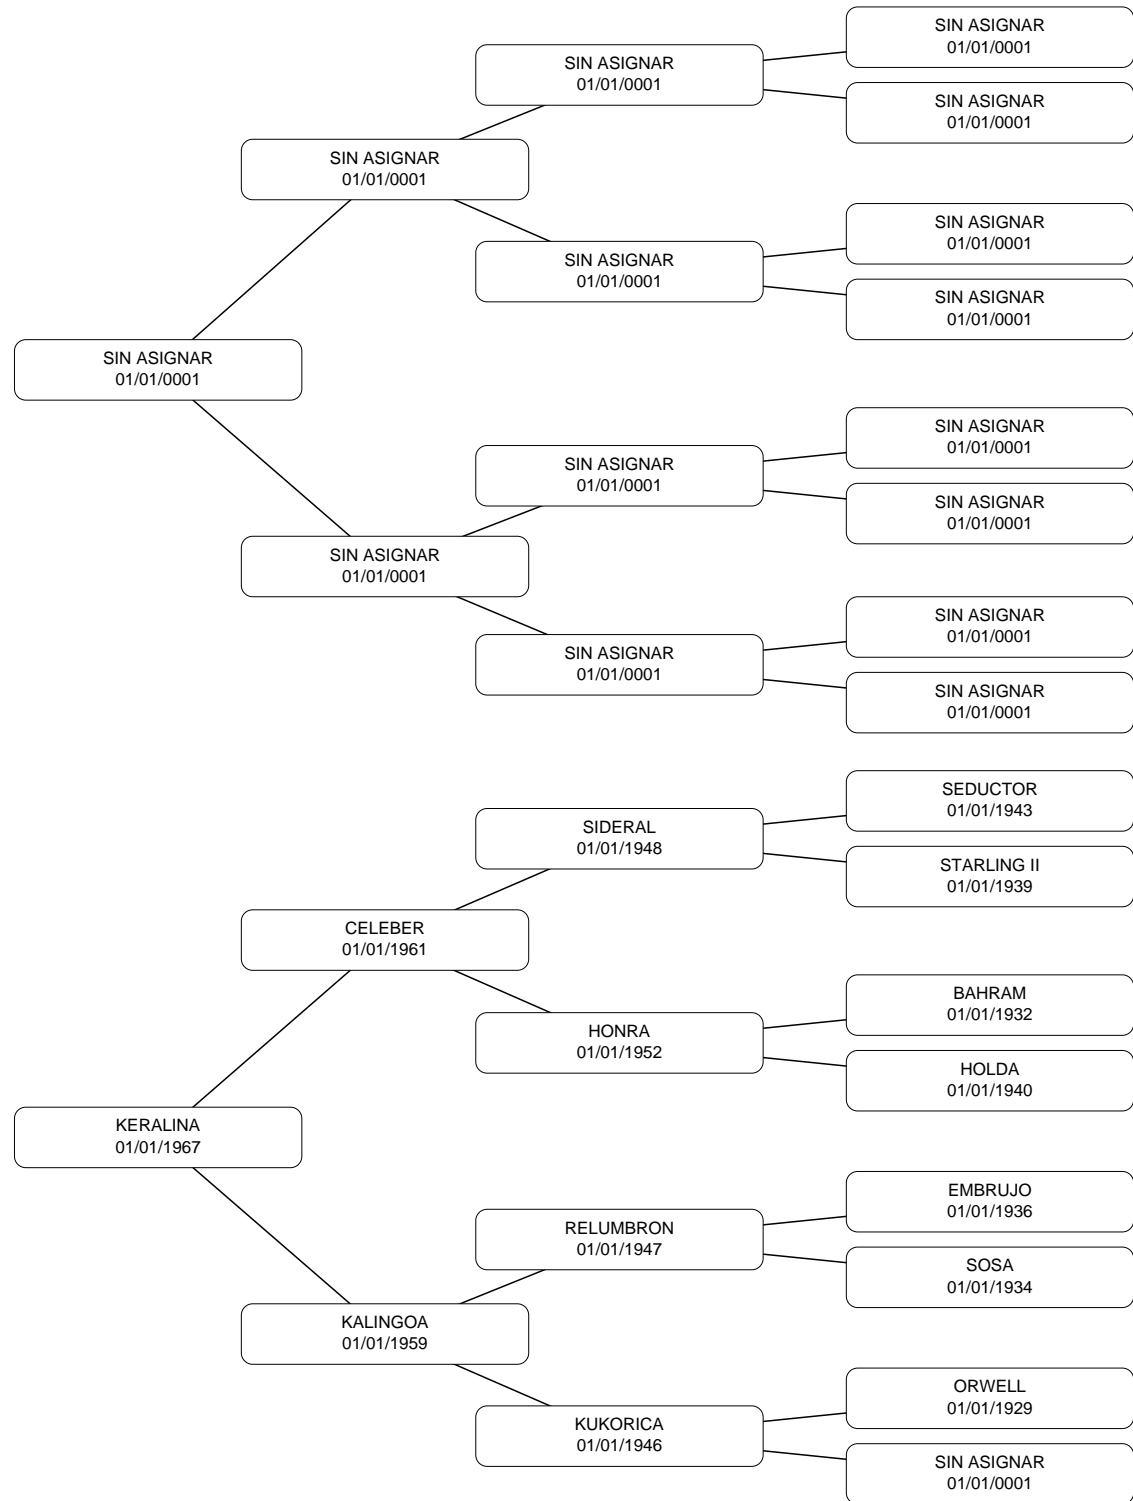 SIN ASIGNAR
01/01/0001
SIN ASIGNAR
01/01/0001
SIN ASIGNAR
01/01/0001
SIN ASIGNAR
01/01/0001
SIN ASIGNAR
01/01/0001
SIN ASIGNAR
01/01/0001
SIN ASIGNAR
01/01/0001
SIN ASIGNAR
01/01/0001
SIN ASIGNAR
01/01/0001
SIN ASIGNAR
01/01/0001
SIN ASIGNAR
01/01/0001
SIN ASIGNAR
01/01/0001
SIN ASIGNAR
01/01/0001
SIN ASIGNAR
01/01/0001
SIN ASIGNAR
01/01/0001
SEDUCTOR
01/01/1943
SIDERAL
01/01/1948
STARLING II
01/01/1939
CELEBER
01/01/1961
BAHRAM
01/01/1932
HONRA
01/01/1952
HOLDA
01/01/1940
KERALINA
01/01/1967
EMBRUJO
01/01/1936
RELUMBRON
01/01/1947
SOSA
01/01/1934
KALINGOA
01/01/1959
ORWELL
01/01/1929
KUKORICA
01/01/1946
SIN ASIGNAR
01/01/0001